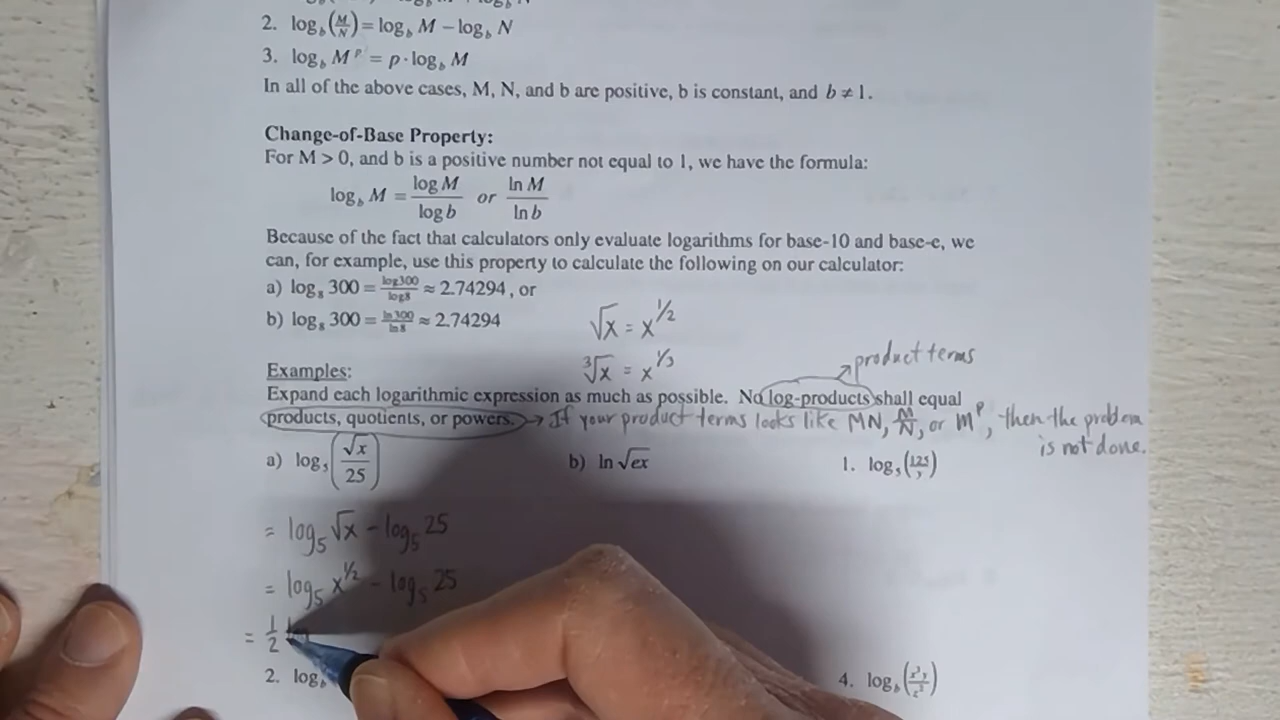 2. log_b (M/N) = log_b M − log_b N
3. log_b M^p = p · log_b M
In all of the above cases, M, N, and b are positive, b is constant, and b ≠ 1.
Change-of-Base Property:
For M > 0, and b is a positive number not equal to 1, we have the formula:
log_b M = log M / log b or ln M / ln b
Because of the fact that calculators only evaluate logarithms for base-10 and base-e, we
can, for example, use this property to calculate the following on our calculator:
a) log_8 300 = log300/log8 ≈ 2.74294 , or
b) log_8 300 = ln 300/ln 8 ≈ 2.74294
√x = x^1/2
∛x = x^1/3
product terms
Examples:
Expand each logarithmic expression as much as possible. No log-products shall equal
products, quotients, or powers. → If your product terms looks like MN, M/N, or M^P, then the problem
is not done.
a) log_5 (√x / 25) b) ln √ex 1. log_5 (125/y)
= log_5 √x − log_5 25
= log_5 x^1/2 − log_5 25
= 1/2
2. log_b 4. log_b